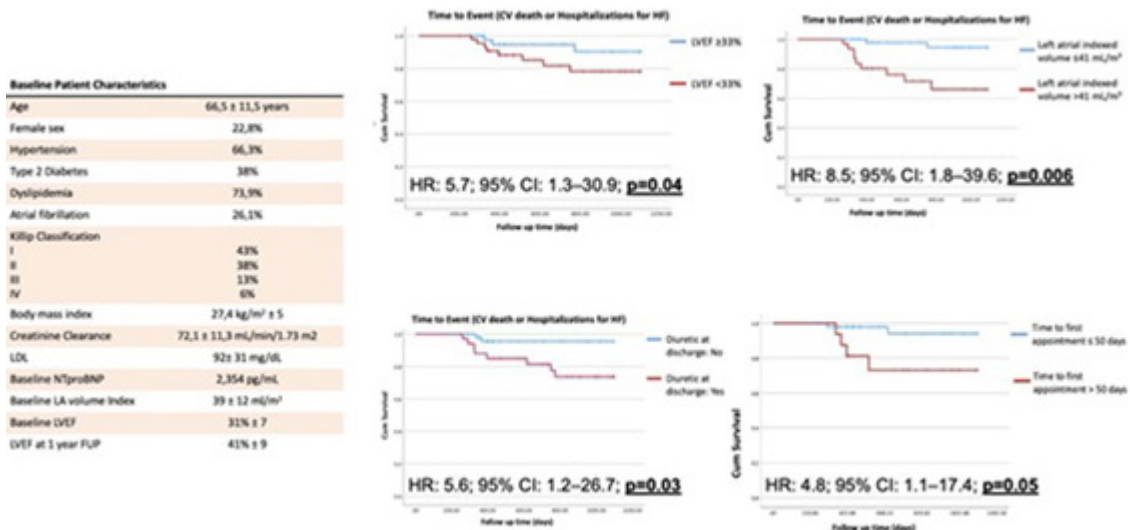 Baseline Patient Characteristics
Age 66,5 ± 11,5 years
Female sex 22,8%
Hypertension 66,3%
Type 2 Diabetes 38%
Dyslipidemia 73,9%
Atrial fibrillation 26,1%
Killip Classification
I 43%
II 38%
III 13%
IV 6%
Body mass index 27,4 kg/m² ± 5
Creatinine Clearance 72,1 ± 11,3 mL/min/1.73 m2
LDL 92± 31 mg/dL
Baseline NTproBNP 2,354 pg/mL
Baseline LA volume Index 39 ± 12 ml/m²
Baseline LVEF 31% ± 7
LVEF at 1 year FUP 41% ± 9
Time to Event (CV death or Hospitalizations for HF)
LVEF ≥33%
LVEF <33%
Cum Survival
HR: 5.7; 95% CI: 1.3–30.9; p=0.04
Follow up time (days)
Time to Event (CV death or Hospitalizations for HF)
Left atrial indexed
volume ≤41 mL/m²
Left atrial indexed
volume >41 mL/m²
Cum Survival
HR: 8.5; 95% CI: 1.8–39.6; p=0.006
Follow up time (days)
Time to Event (CV death or Hospitalizations for HF)
Diuretic at
discharge: No
Diuretic at
discharge: Yes
Cum Survival
HR: 5.6; 95% CI: 1.2–26.7; p=0.03
Follow up time (days)
Time to Event (CV death or Hospitalizations for HF)
Time to first
appointment ≤ 50 days
Time to first
appointment > 50 days
Cum Survival
HR: 4.8; 95% CI: 1.1–17.4; p=0.05
Follow up time (days)